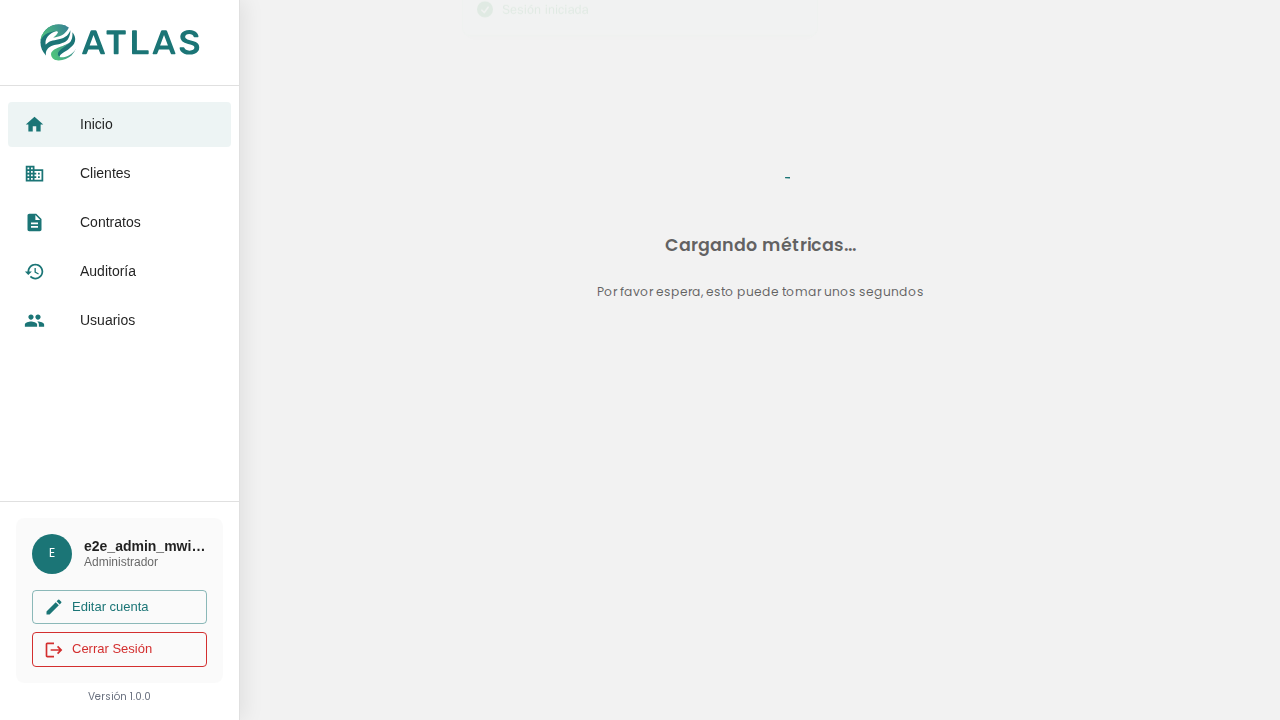 ATLAS
Inicio
Clientes
Contratos
Auditoría
Usuarios
e2e_admin_mwi...
E
Administrador
Editar cuenta
Cerrar Sesión
Versión 1.0.0
Sesión iniciada
-
Cargando métricas...
Por favor espera, esto puede tomar unos segundos